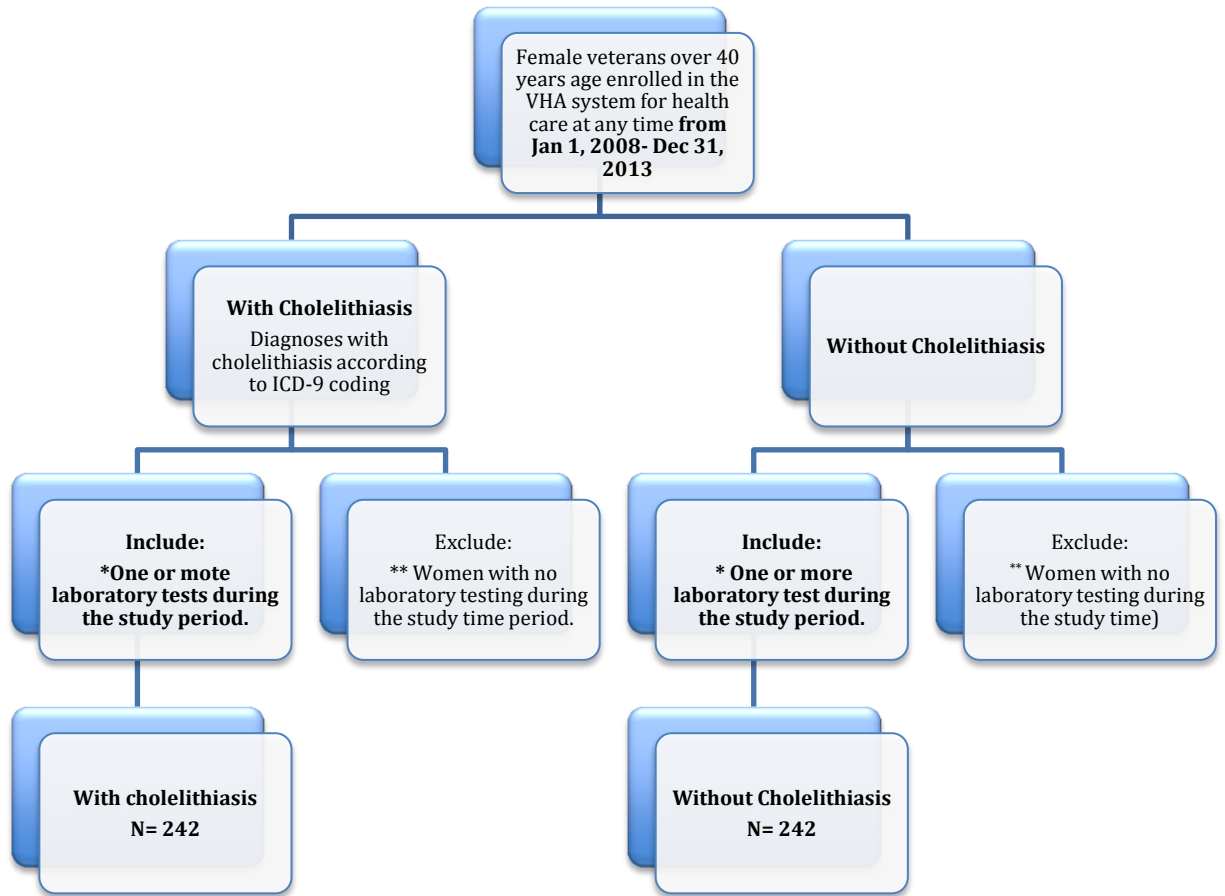 Female veterans over 40
years age enrolled in the
VHA system for health
care at any time from
Jan 1, 2008- Dec 31,
2013
With Cholelithiasis
Diagnoses with
cholelithiasis according
to ICD-9 coding
Without Cholelithiasis
Include:
*One or mote
laboratory tests during
the study period.
Exclude:
** Women with no
laboratory testing during
the study time period.
Include:
* One or more
laboratory test during
the study period.
Exclude:
** Women with no
laboratory testing during
the study time)
With cholelithiasis
N= 242
Without Cholelithiasis
N= 242